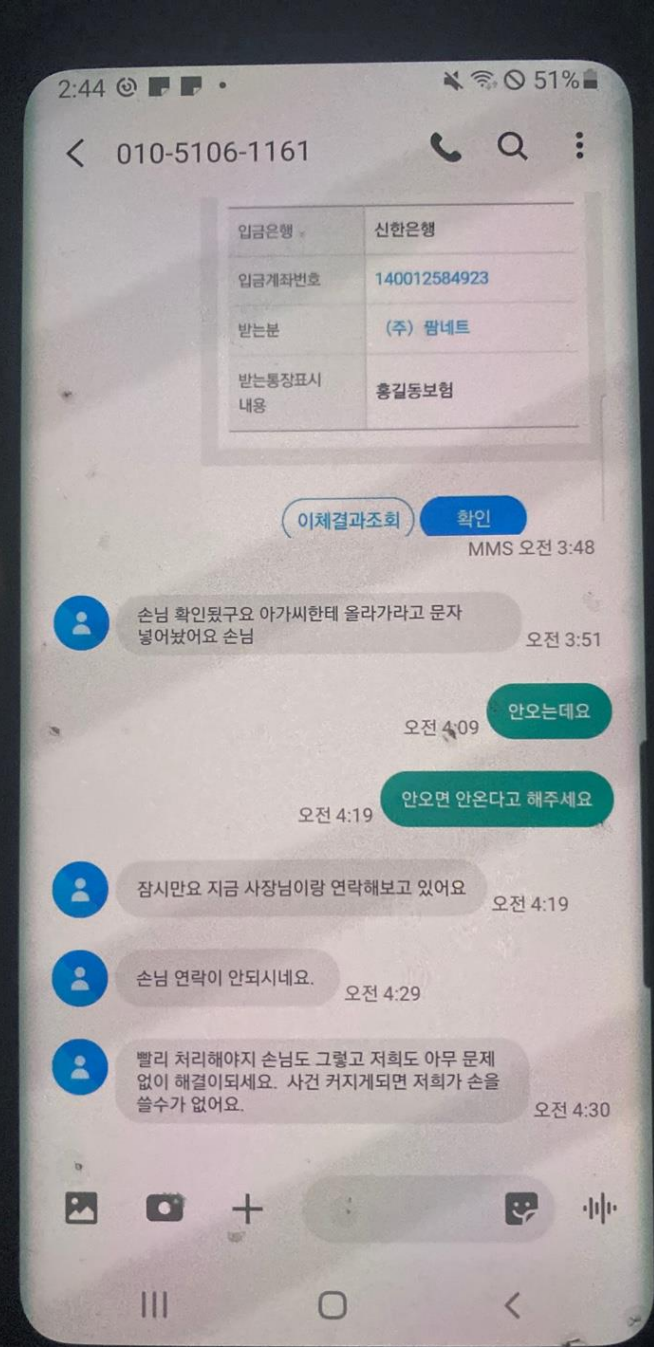 2:44
51%
010-5106-1161
입금은행 신한은행
입금계좌번호 140012584923
받는분 (주) 팜네트
받는통장표시
내용
홍길동보험
이체결과조회 확인
MMS 오전 3:48
손님 확인됬구요 아가씨한테 올라가라고 문자
넣어놨어요 손님
오전 3:51
안오는데요
오전 4:09
안오면 안온다고 해주세요
오전 4:19
잠시만요 지금 사장님이랑 연락해보고 있어요
오전 4:19
손님 연락이 안되시네요.
오전 4:29
빨리 처리해야지 손님도 그렇고 저희도 아무 문제
없이 해결이되세요. 사건 커지게되면 저희가 손을
쓸수가 없어요.
오전 4:30